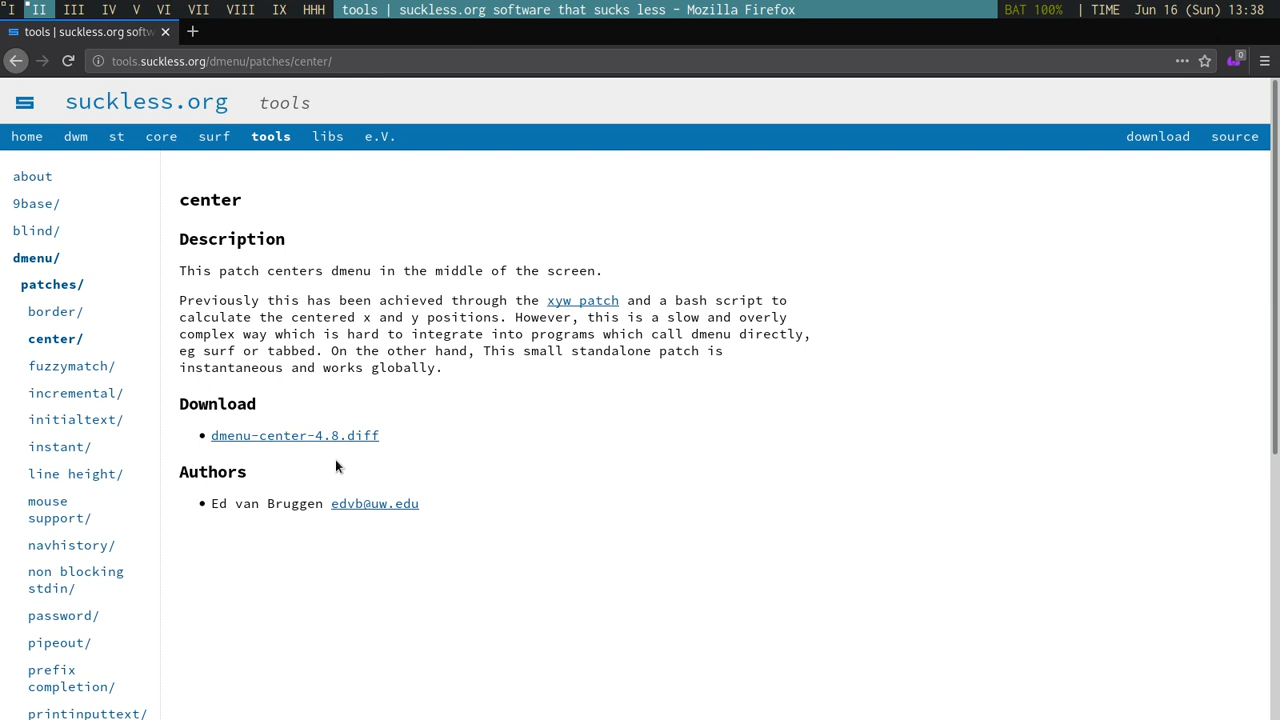 I II III IV V VI VII VIII IX HHH tools | suckless.org software that sucks less - Mozilla Firefox BAT 100% | TIME Jun 16 (Sun) 13:38
tools | suckless.org softw
tools.suckless.org/dmenu/patches/center/
0
suckless.org tools
home dwm st core surf tools libs e.V. download source
about
9base/
blind/
dmenu/
patches/
border/
center/
fuzzymatch/
incremental/
initialtext/
instant/
line height/
mouse
support/
navhistory/
non blocking
stdin/
password/
pipeout/
prefix
completion/
printinputtext/
center
Description
This patch centers dmenu in the middle of the screen.
Previously this has been achieved through the xyw patch and a bash script to
calculate the centered x and y positions. However, this is a slow and overly
complex way which is hard to integrate into programs which call dmenu directly,
eg surf or tabbed. On the other hand, This small standalone patch is
instantaneous and works globally.
Download
• dmenu-center-4.8.diff
Authors
• Ed van Bruggen edvb@uw.edu